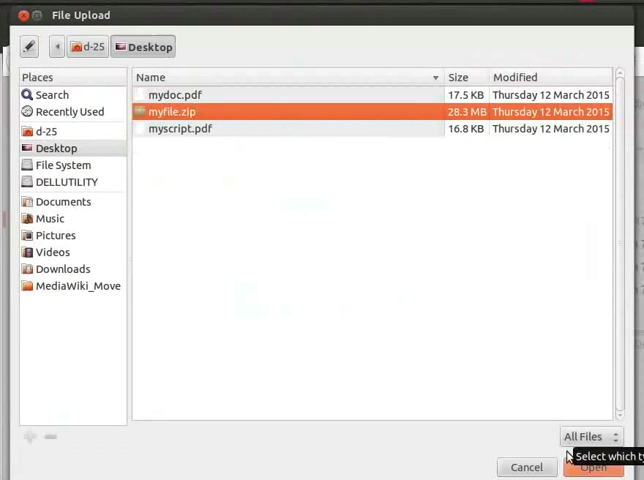 File Upload
d-25 Desktop
Places Name Size Modified
Search mydoc.pdf 17.5 KB Thursday 12 March 2015
Recently Used myfile.zip 28.3 MB Thursday 12 March 2015
d-25 myscript.pdf 16.8 KB Thursday 12 March 2015
Desktop
File System
DELLUTILITY
Documents
Music
Pictures
Videos
Downloads
MediaWiki_Move
All Files
Select which
Cancel Open